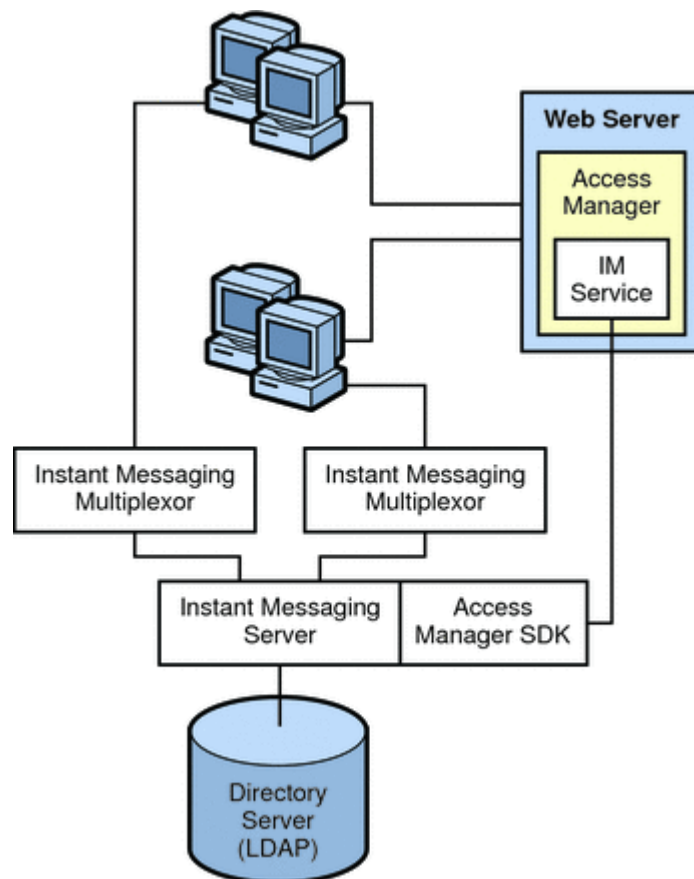 Web Server
Access
Manager
IM
Service
Instant Messaging
Multiplexor
Instant Messaging
Multiplexor
Instant Messaging
Server
Access
Manager SDK
Directory
Server
(LDAP)